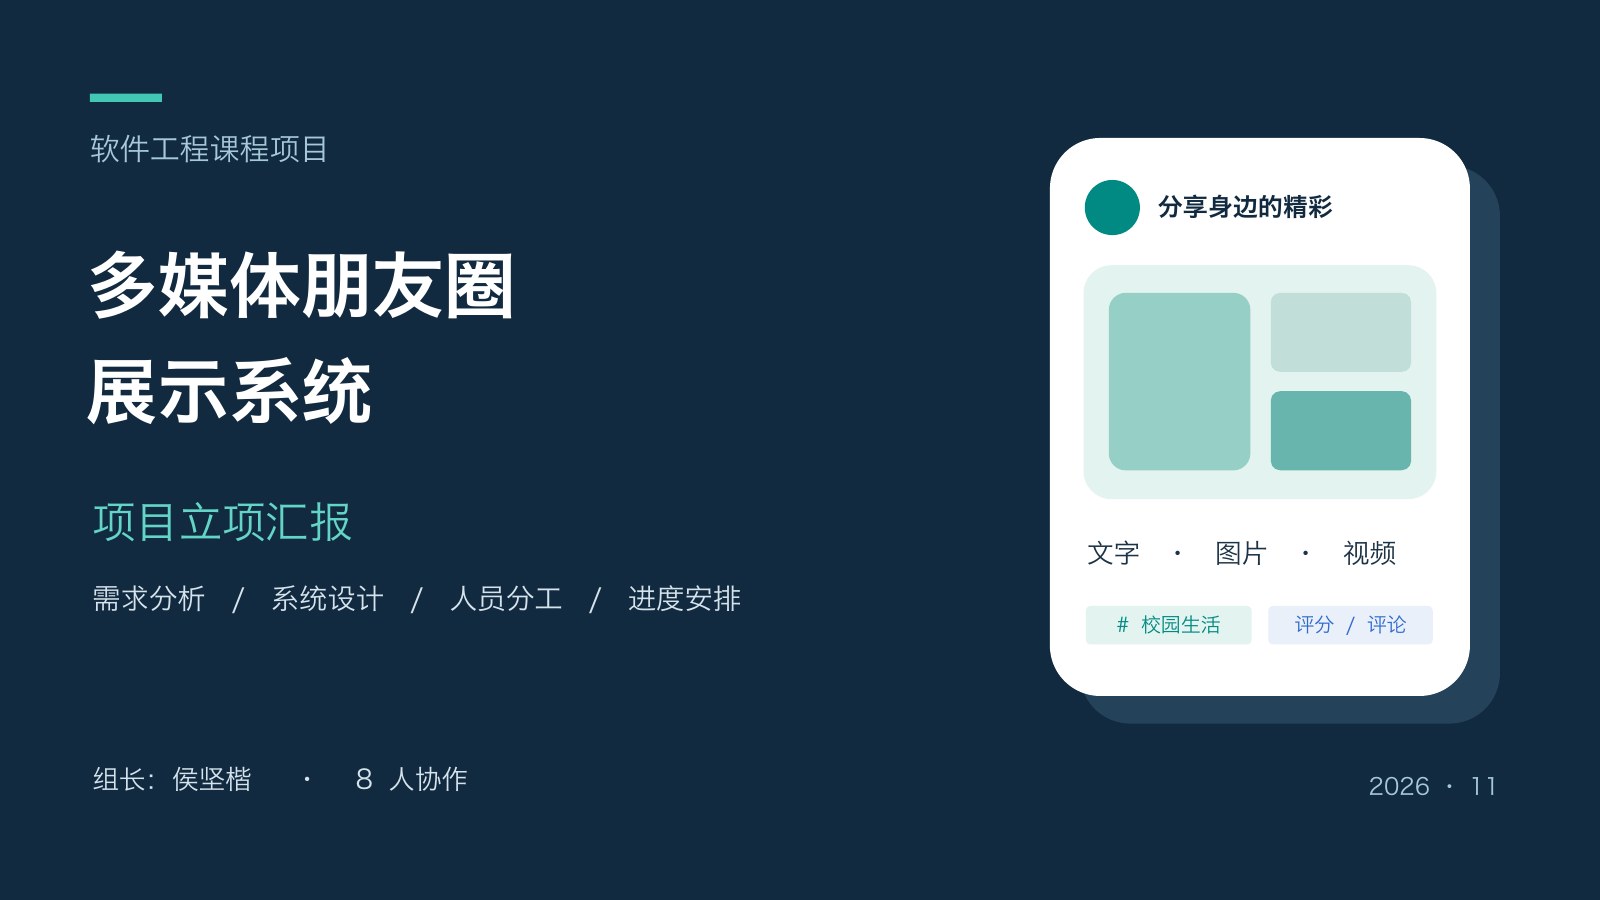 软件工程课程项目
多媒体朋友圈
展示系统
项目立项汇报
需求分析 / 系统设计 / 人员分工 / 进度安排
组长：侯坚楷 · 8 人协作
分享身边的精彩
文字 · 图片 · 视频
# 校园生活 评分 / 评论
2026 · 11